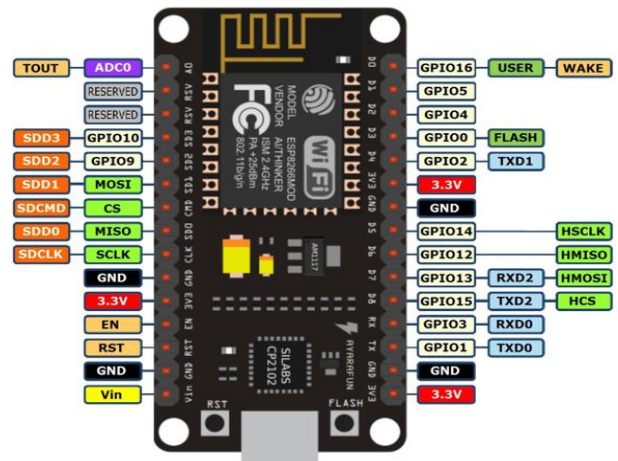 TOUT ADC0 A0 D0 GPIO16 USER WAKE
RESERVED RSV D1 GPIO5
RESERVED RSV D2 GPIO4
SDD3 GPIO10 SD3 D3 GPIO0 FLASH
SDD2 GPIO9 SD2 D4 GPIO2 TXD1
SDD1 MOSI SD1 3V3 3.3V
SDCMD CS CMD GND GND
SDD0 MISO SD0 D5 GPIO14 HSCLK
SDCLK SCLK CLK D6 GPIO12 HMISO
GND GND D7 GPIO13 RXD2 HMOSI
3.3V 3V3 D8 GPIO15 TXD2 HCS
EN EN RX GPIO3 RXD0
RST RST TX GPIO1 TXD0
GND GND GND GND
Vin Vin 3V3 3.3V
MODEL ESP8266MOD
VENDOR AI/THINKER
ISM 2.4GHz
PA +25dBm
802.11b/g/n
FC
WiFi
AM1117
SILABS
CP2102
AYARAFUN
RST FLASH